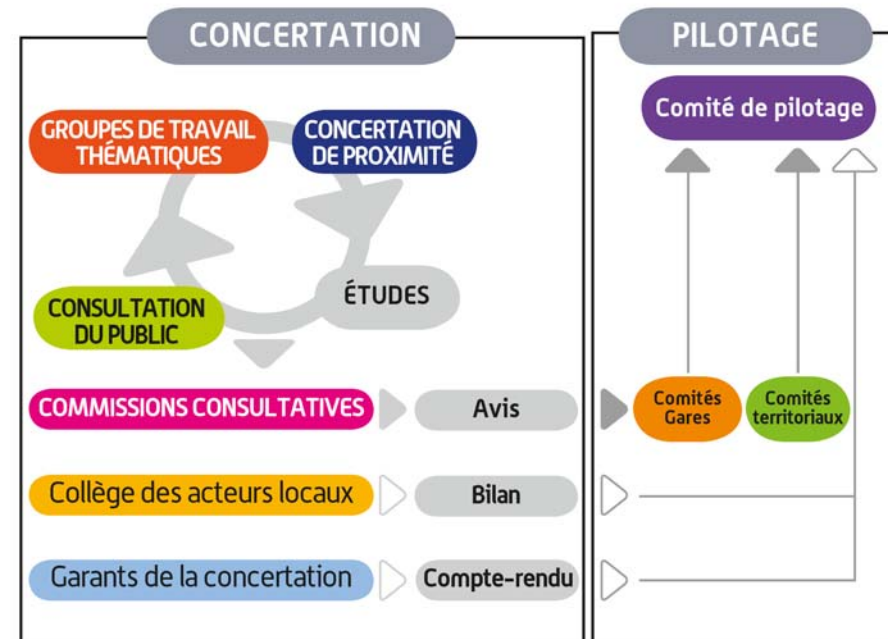 CONCERTATION
GROUPES DE TRAVAIL
THÉMATIQUES
CONCERTATION
DE PROXIMITÉ
CONSULTATION
DU PUBLIC
ÉTUDES
COMMISSIONS CONSULTATIVES
Avis
Collège des acteurs locaux
Bilan
Garants de la concertation
Compte-rendu
PILOTAGE
Comité de pilotage
Comités
Gares
Comités
territoriaux